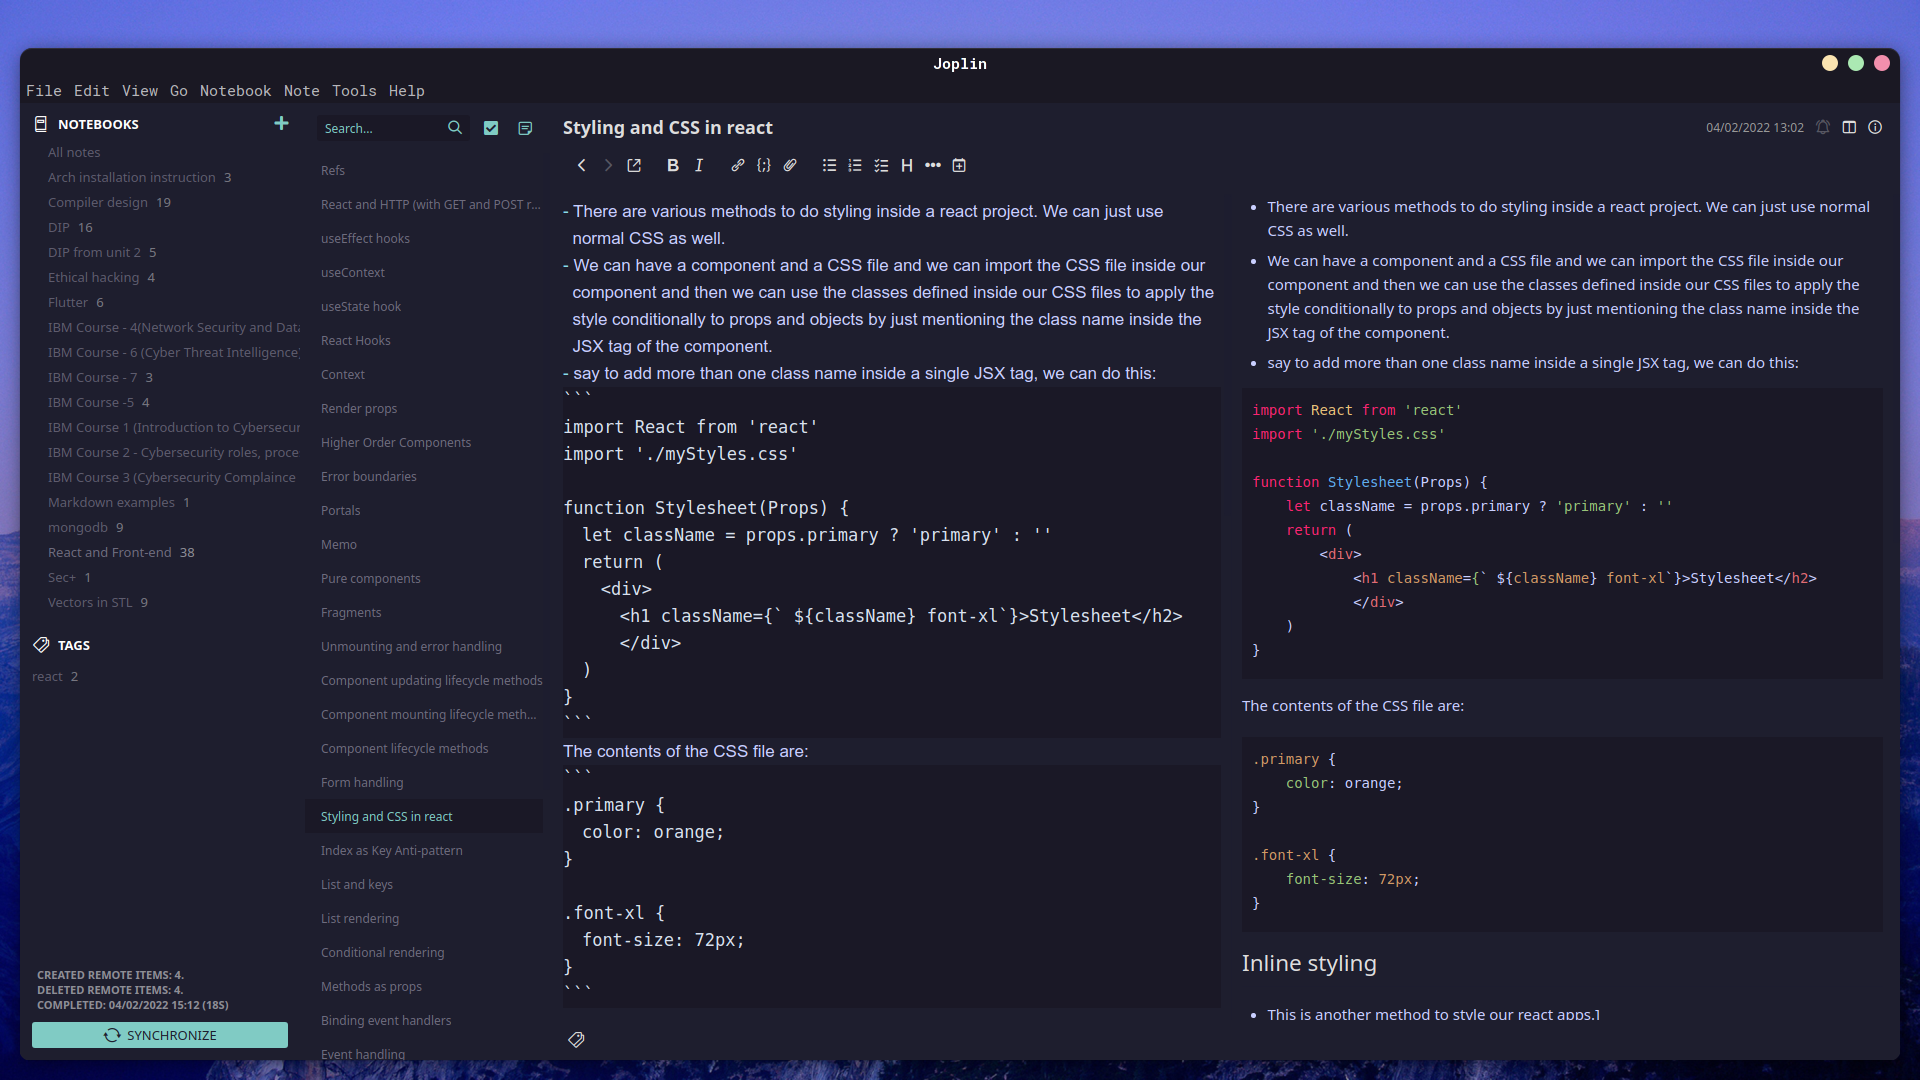 Joplin
File Edit View Go Notebook Note Tools Help
NOTEBOOKS
All notes
Arch installation instruction 3
Compiler design 19
DIP 16
DIP from unit 2 5
Ethical hacking 4
Flutter 6
IBM Course - 4(Network Security and Data
IBM Course - 6 (Cyber Threat Intelligence)
IBM Course - 7 3
IBM Course -5 4
IBM Course 1 (Introduction to Cybersecur
IBM Course 2 - Cybersecurity roles, proce
IBM Course 3 (Cybersecurity Complaince
Markdown examples 1
mongodb 9
React and Front-end 38
Sec+ 1
Vectors in STL 9
TAGS
react 2
CREATED REMOTE ITEMS: 4.
DELETED REMOTE ITEMS: 4.
COMPLETED: 04/02/2022 15:12 (18S)
SYNCHRONIZE
Search...
Refs
React and HTTP (with GET and POST r...
useEffect hooks
useContext
useState hook
React Hooks
Context
Render props
Higher Order Components
Error boundaries
Portals
Memo
Pure components
Fragments
Unmounting and error handling
Component updating lifecycle methods
Component mounting lifecycle meth...
Component lifecycle methods
Form handling
Styling and CSS in react
Index as Key Anti-pattern
List and keys
List rendering
Conditional rendering
Methods as props
Binding event handlers
Event handling
Styling and CSS in react
04/02/2022 13:02
B I {;} H
- There are various methods to do styling inside a react project. We can just use
normal CSS as well.
- We can have a component and a CSS file and we can import the CSS file inside our
component and then we can use the classes defined inside our CSS files to apply the
style conditionally to props and objects by just mentioning the class name inside the
JSX tag of the component.
- say to add more than one class name inside a single JSX tag, we can do this:
```
import React from 'react'
import './myStyles.css'
function Stylesheet(Props) {
let className = props.primary ? 'primary' : ''
return (
<div>
<h1 className={` ${className} font-xl`}>Stylesheet</h2>
</div>
)
}
```
The contents of the CSS file are:
```
.primary {
color: orange;
}
.font-xl {
font-size: 72px;
}
```
• There are various methods to do styling inside a react project. We can just use normal
CSS as well.
• We can have a component and a CSS file and we can import the CSS file inside our
component and then we can use the classes defined inside our CSS files to apply the
style conditionally to props and objects by just mentioning the class name inside the
JSX tag of the component.
• say to add more than one class name inside a single JSX tag, we can do this:
import React from 'react'
import './myStyles.css'
function Stylesheet(Props) {
let className = props.primary ? 'primary' : ''
return (
<div>
<h1 className={` ${className} font-xl`}>Stylesheet</h2>
</div>
)
}
The contents of the CSS file are:
.primary {
color: orange;
}
.font-xl {
font-size: 72px;
}
Inline styling
• This is another method to style our react apps.]